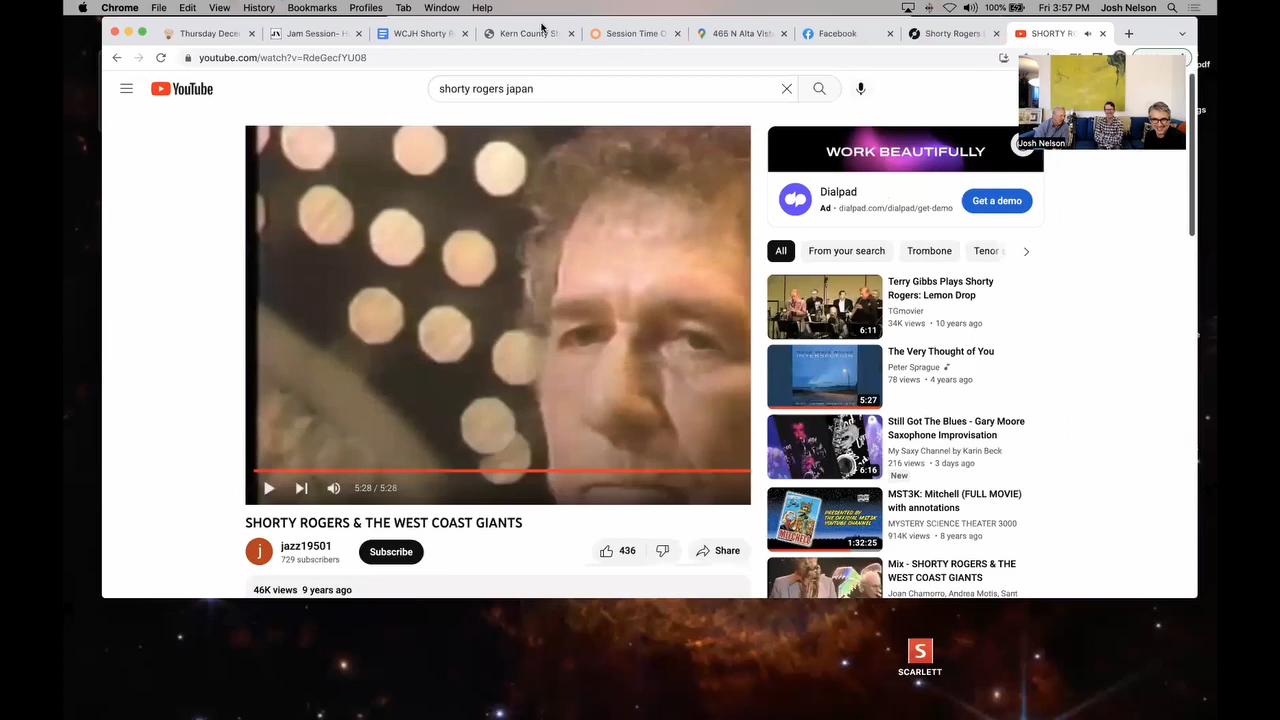 Chrome File Edit View History Bookmarks Profiles Tab Window Help 100% Fri 3:57 PM Josh Nelson
Thursday Dece Jam Session- H WCJH Shorty R Kern County S Session Time O 465 N Alta Vist Facebook Shorty Rogers SHORTY R
youtube.com/watch?v=RdeGecfYU08
pdf
gs
YouTube
shorty rogers japan
Josh Nelson
WORK BEAUTIFULLY
Dialpad
Ad • dialpad.com/dialpad/get-demo
Get a demo
All From your search Trombone Tenor
Terry Gibbs Plays Shorty
Rogers: Lemon Drop
TGmovier
34K views • 10 years ago
6:11
The Very Thought of You
Peter Sprague
78 views • 4 years ago
5:27
Still Got The Blues - Gary Moore
Saxophone Improvisation
My Saxy Channel by Karin Beck
216 views • 3 days ago
New
6:16
MST3K: Mitchell (FULL MOVIE)
with annotations
MYSTERY SCIENCE THEATER 3000
914K views • 8 years ago
MITCHELL
1:32:25
Mix - SHORTY ROGERS & THE
WEST COAST GIANTS
Joan Chamorro, Andrea Motis, Sant
5:28 / 5:28
SHORTY ROGERS & THE WEST COAST GIANTS
j
jazz19501
729 subscribers
Subscribe
436
Share
46K views 9 years ago
S
SCARLETT